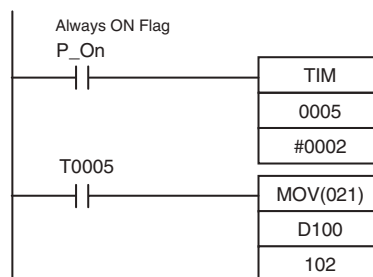 Always ON Flag
P_On
TIM
0005
#0002
T0005
MOV(021)
D100
102